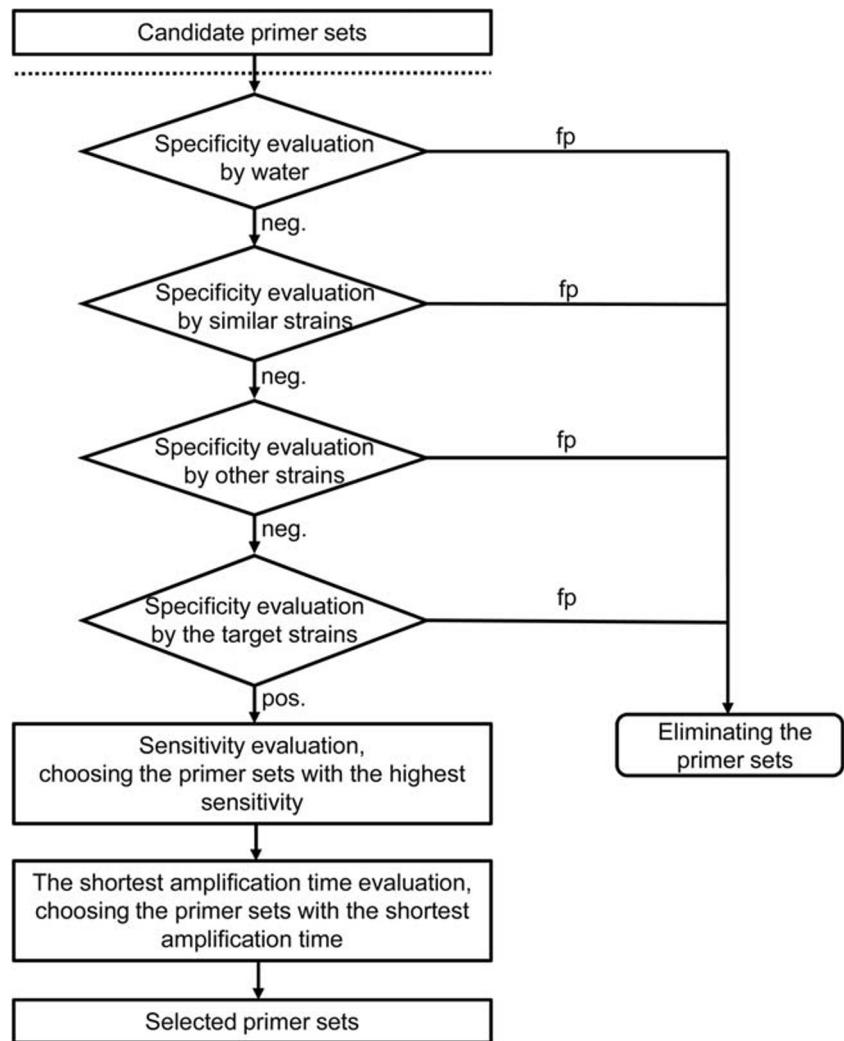 Candidate primer sets
Specificity evaluation
by water
fp
neg.
Specificity evaluation
by similar strains
fp
neg.
Specificity evaluation
by other strains
fp
neg.
Specificity evaluation
by the target strains
fp
pos.
Eliminating the
primer sets
Sensitivity evaluation,
choosing the primer sets with the highest
sensitivity
The shortest amplification time evaluation,
choosing the primer sets with the shortest
amplification time
Selected primer sets